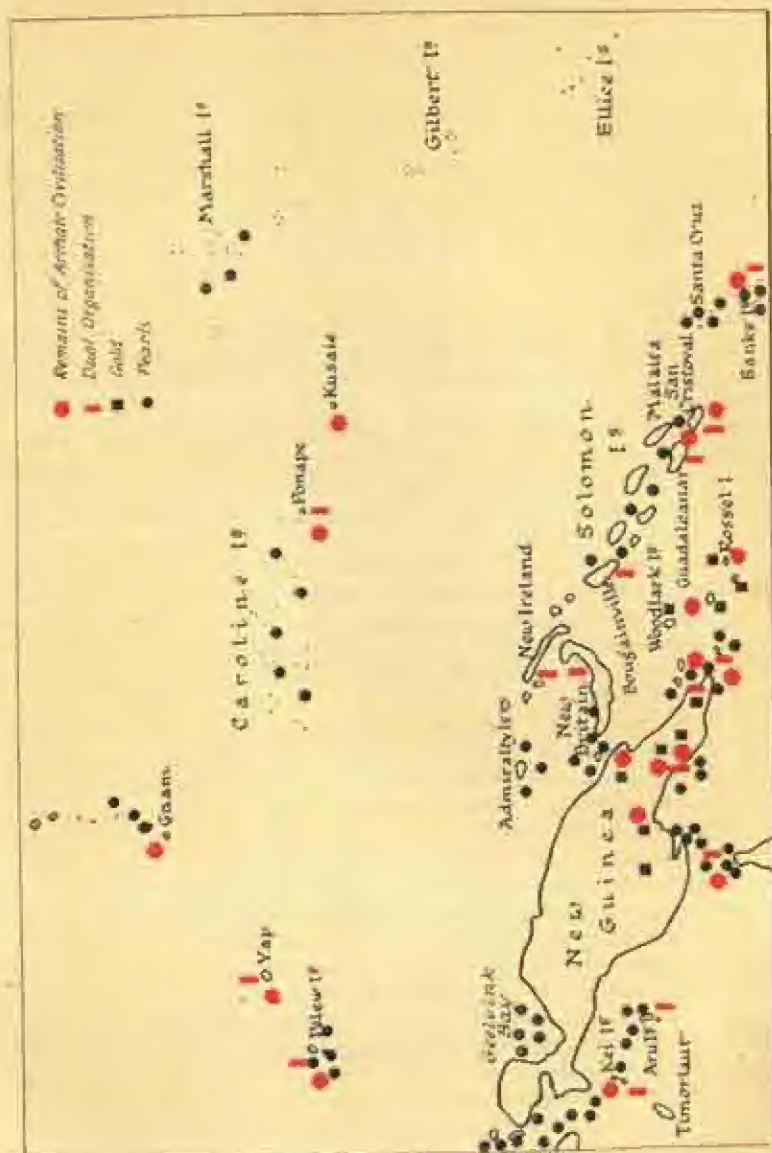 Remains of Archaic Civilization
Dual Organisation
Gold
Pearls
Marshall Iˢ
Gilbert Iˢ
Ellice Iˢ
Kusaie
Ponape
Caroline Iˢ
Guam
Yap
Pelew Iˢ
Solomon
Iˢ
Malaita
San
Cristoval
Santa Cruz
Banks Iˢ
Guadalcanar
Rossel I
Woodlark Iˢ
Bougainville
New Ireland
New
Britain
Admiralty Iˢ
New
Guinea
Geelvink
Bay
Kei Iˢ
Aru Iˢ
Timorlaut